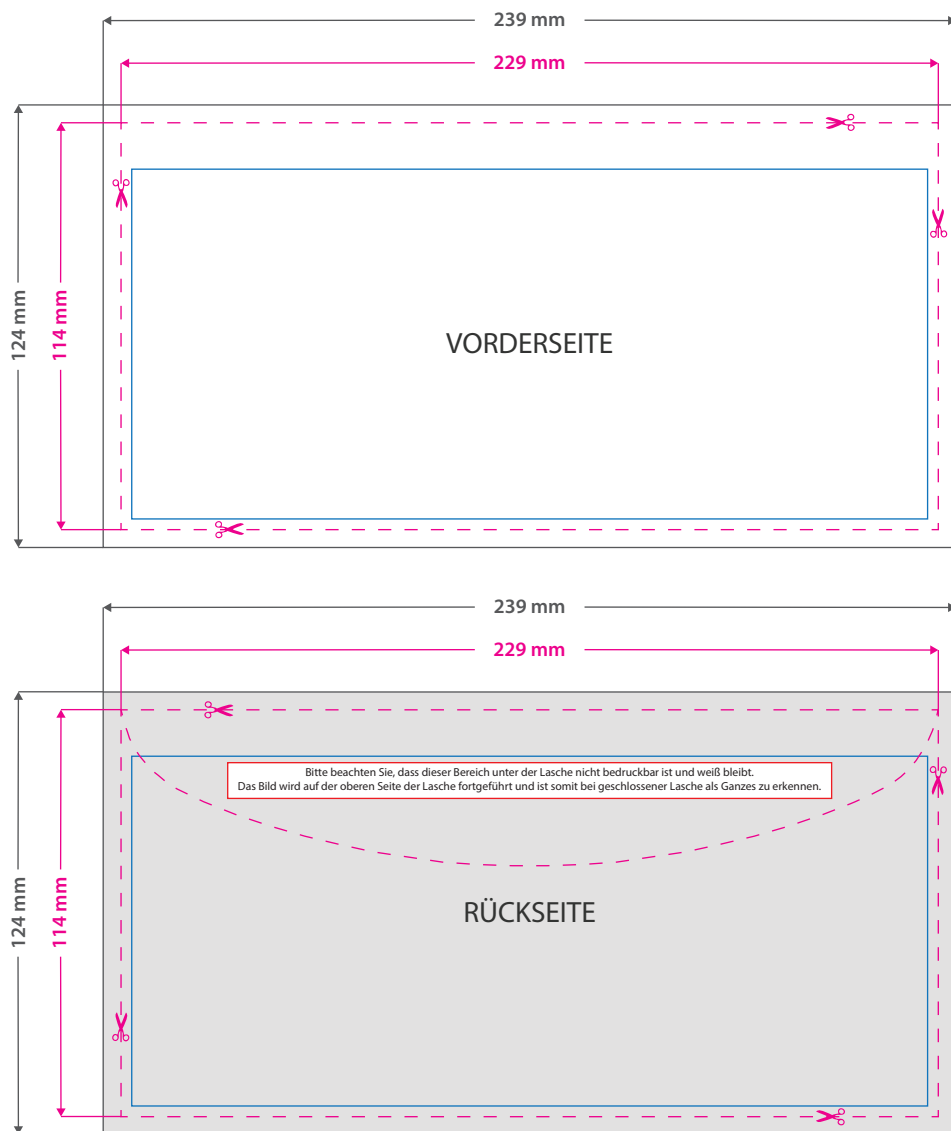 239 mm
229 mm
124 mm
114 mm
VORDERSEITE
239 mm
229 mm
Bitte beachten Sie, dass dieser Bereich unter der Lasche nicht bedruckbar ist und weiß bleibt.
Das Bild wird auf der oberen Seite der Lasche fortgeführt und ist somit bei geschlossener Lasche als Ganzes zu erkennen.
124 mm
114 mm
RÜCKSEITE